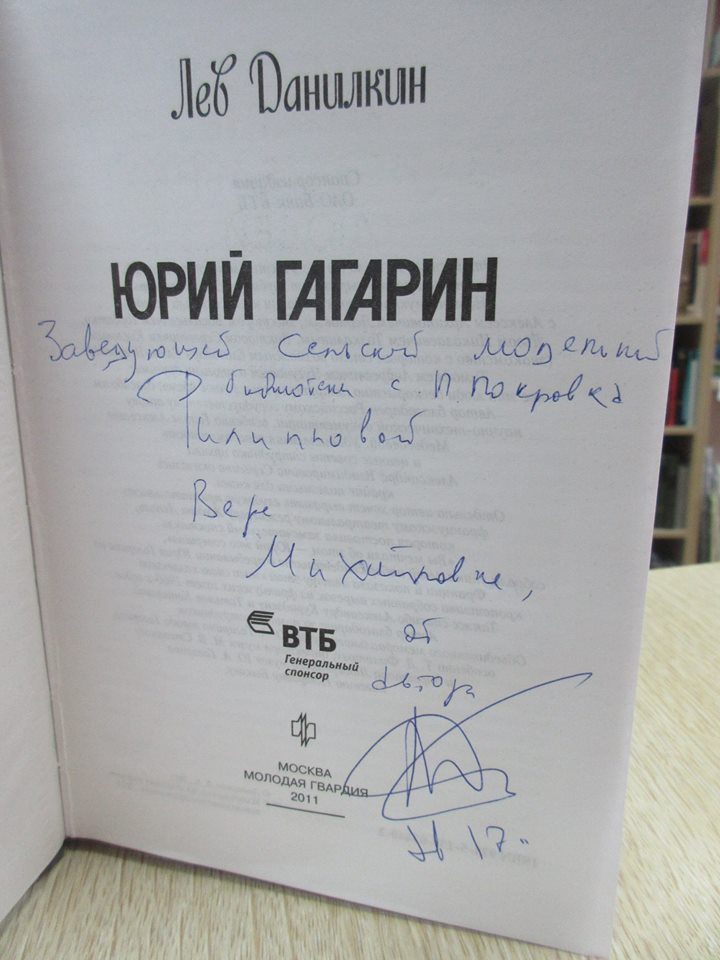 Лев Данилкин
ЮРИЙ ГАГАРИН
Заведующей Сельской модельной
библиотеки с П Покровка
Филипповой
Вере
Михайловне,
от
автора
ВТБ
Генеральный
спонсор
МОСКВА
МОЛОДАЯ ГВАРДИЯ
2011
17